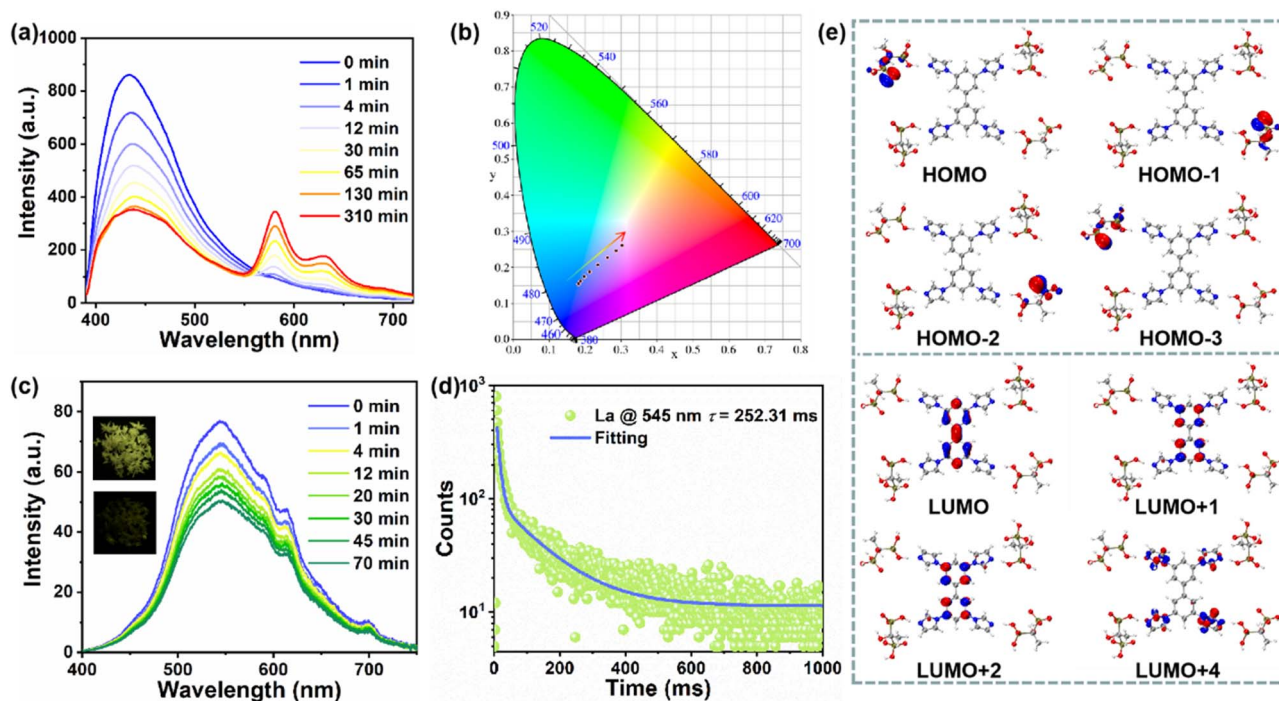 (a)
1000
800
600
400
200
0
Intensity (a.u.)
400
500
600
700
Wavelength (nm)
0 min
1 min
4 min
12 min
30 min
65 min
130 min
310 min
(b)
0.9
0.8
0.7
0.6
0.5
0.4
0.3
0.2
0.1
0.0
y
0.0
0.1
0.2
0.3
0.4
0.5
0.6
0.7
0.8
x
520
540
560
580
600
620
700
500
490
480
470
460
380
(c)
80
60
40
20
0
Intensity (a.u.)
400
500
600
700
Wavelength (nm)
0 min
1 min
4 min
12 min
20 min
30 min
45 min
70 min
(d)
10³
10²
10¹
Counts
0
200
400
600
800
1000
Time (ms)
La @ 545 nm τ = 252.31 ms
Fitting
(e)
HOMO
HOMO-1
HOMO-2
HOMO-3
LUMO
LUMO+1
LUMO+2
LUMO+4